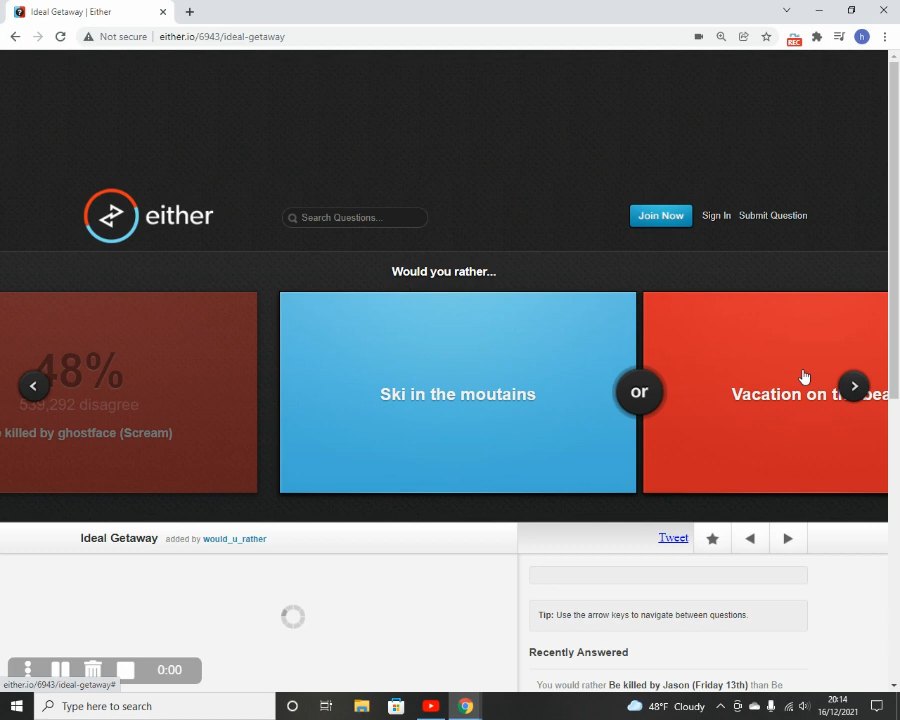 Ideal Getaway | Either
Not secure | either.io/6943/ideal-getaway
REC
h
either
Search Questions...
Join Now Sign In Submit Question
Would you rather...
48%
539,292 disagree
killed by ghostface (Scream)
Ski in the moutains
or
Vacation on the bea
Ideal Getaway added by would_u_rather
Tweet
Tip: Use the arrow keys to navigate between questions.
Recently Answered
0:00
You would rather Be killed by Jason (Friday 13th) than Be
either.io/6943/ideal-getaway#
Type here to search
48°F Cloudy
20:14
16/12/2021